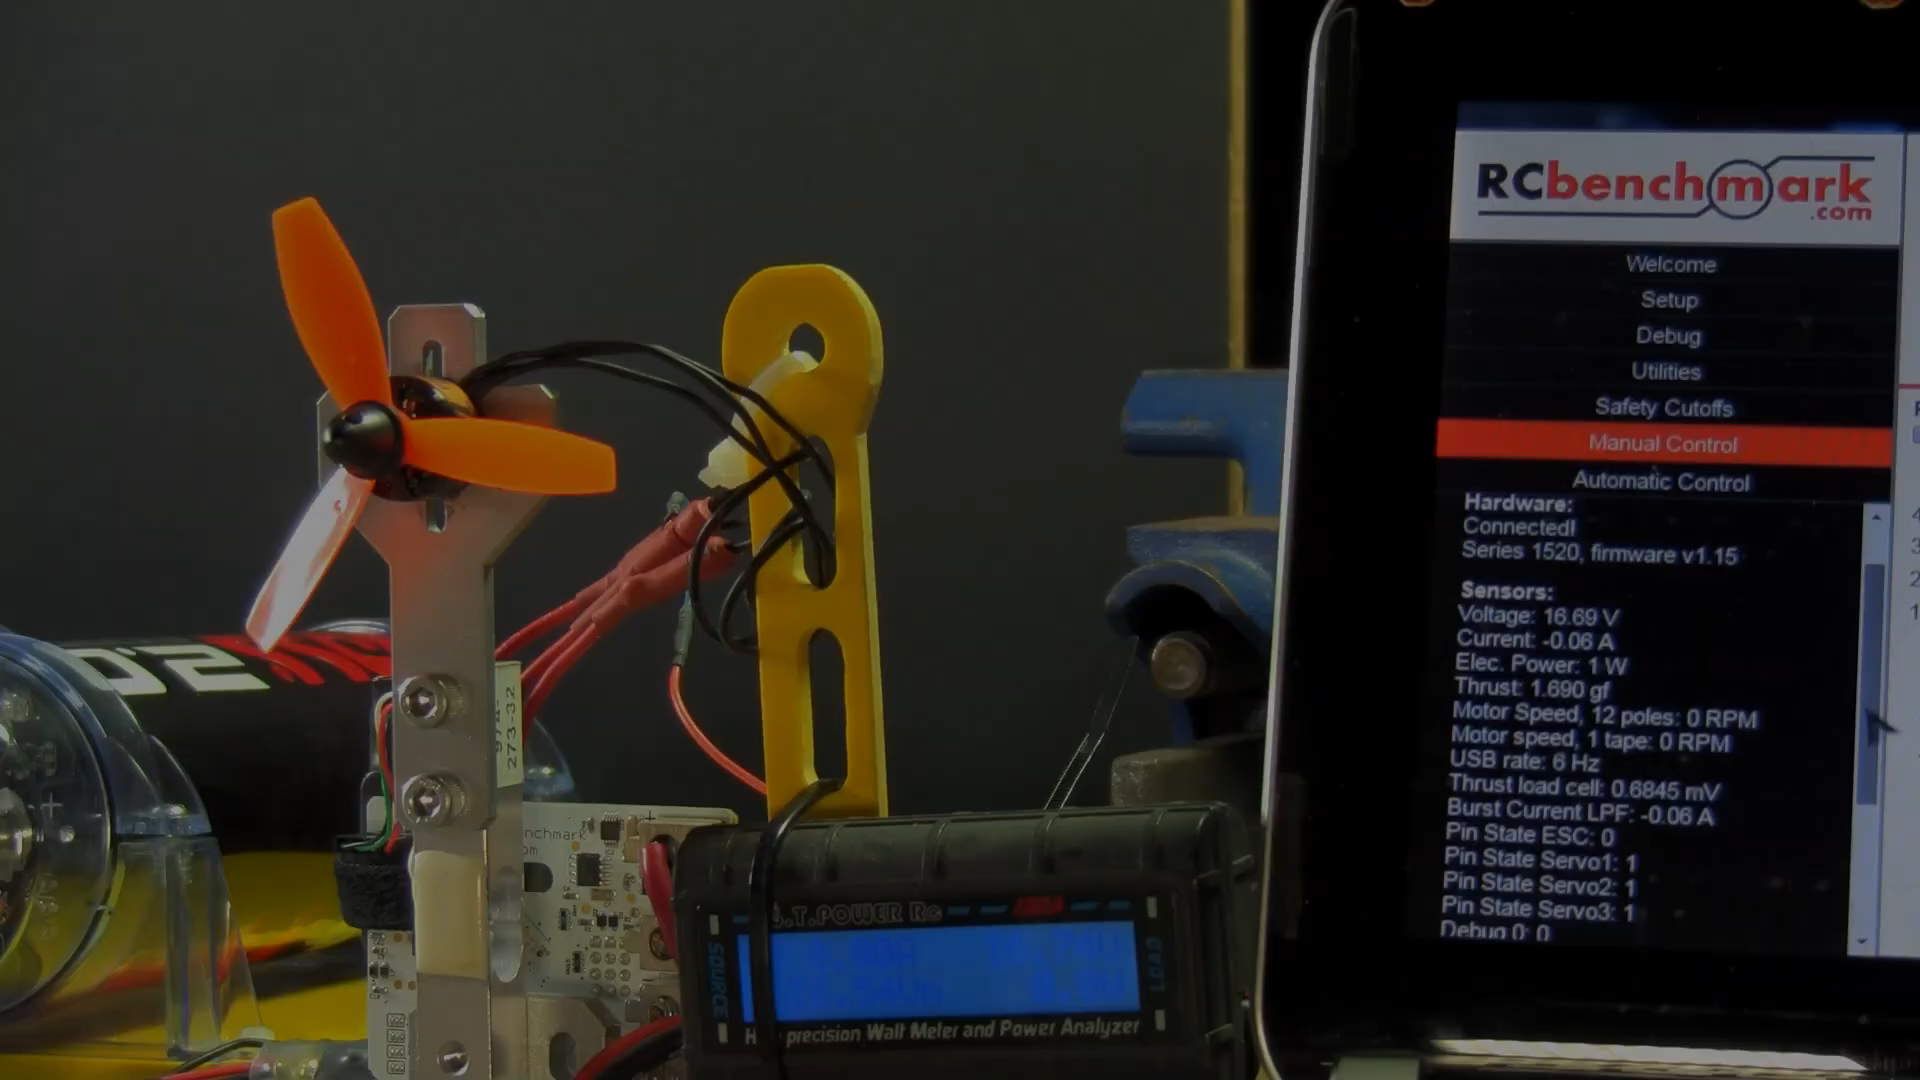 RCbenchmark
.com
Welcome
Setup
Debug
Utilities
Safety Cutoffs
Manual Control
Automatic Control
Hardware:
Connected!
Series 1520, firmware v1.15
Sensors:
Voltage: 16.69 V
Current: -0.06 A
Elec. Power: 1 W
Thrust: 1.690 gf
Motor Speed, 12 poles: 0 RPM
Motor speed, 1 tape: 0 RPM
USB rate: 6 Hz
Thrust load cell: 0.6845 mV
Burst Current LPF: -0.06 A
Pin State ESC: 0
Pin State Servo1: 1
Pin State Servo2: 1
Pin State Servo3: 1
Debug 0: 0
273-32
nchmark
om
G.T.POWER RC
SOURCE
LOAD
precision Watt Meter and Power Analyzer